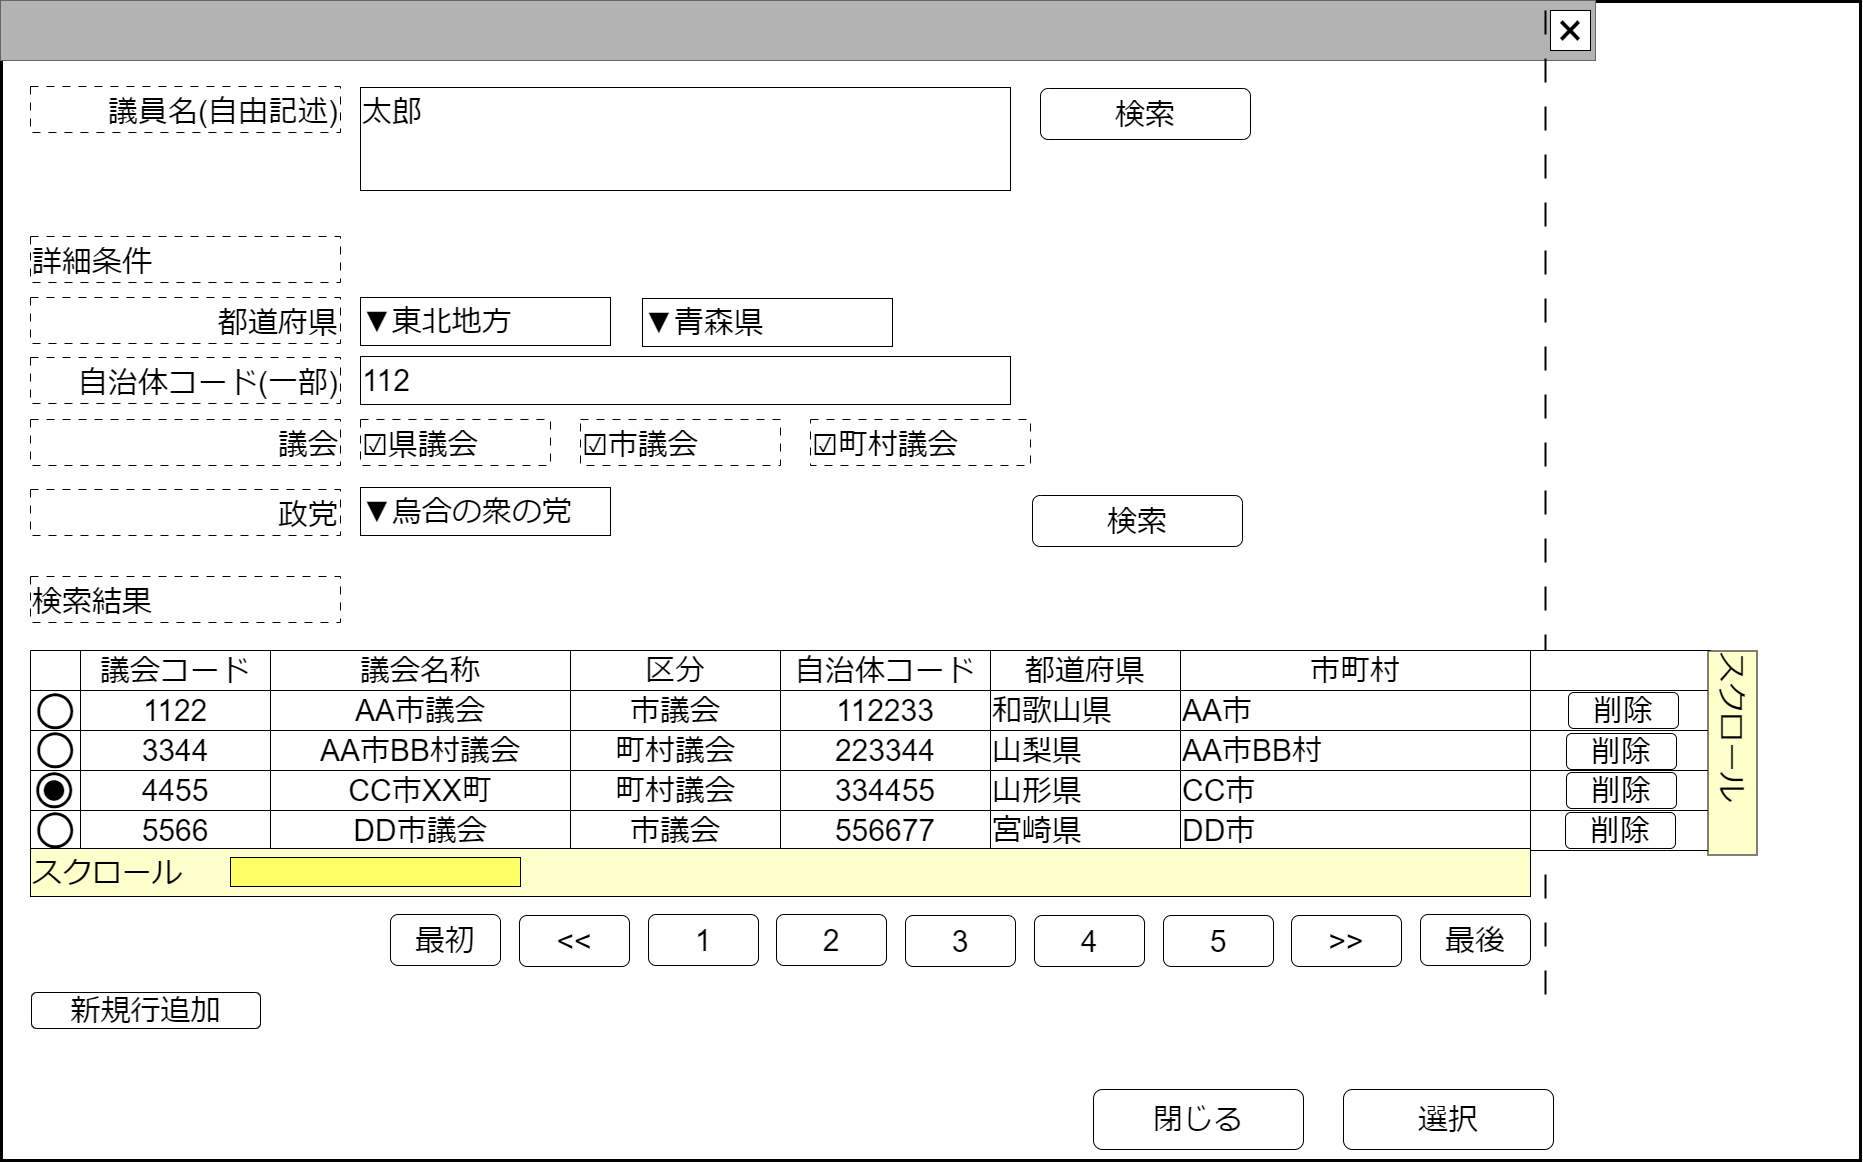 ×
議員名(自由記述) 太郎 検索
詳細条件
都道府県 ▼東北地方 ▼青森県
自治体コード(一部) 112
議会 ☑県議会 ☑市議会 ☑町村議会
政党 ▼烏合の衆の党 検索
検索結果
議会コード 議会名称 区分 自治体コード 都道府県 市町村
1122 AA市議会 市議会 112233 和歌山県 AA市 削除
3344 AA市BB村議会 町村議会 223344 山梨県 AA市BB村 削除
4455 CC市XX町 町村議会 334455 山形県 CC市 削除
5566 DD市議会 市議会 556677 宮崎県 DD市 削除
スクロール
スクロール
最初 << 1 2 3 4 5 >> 最後
新規行追加
閉じる 選択